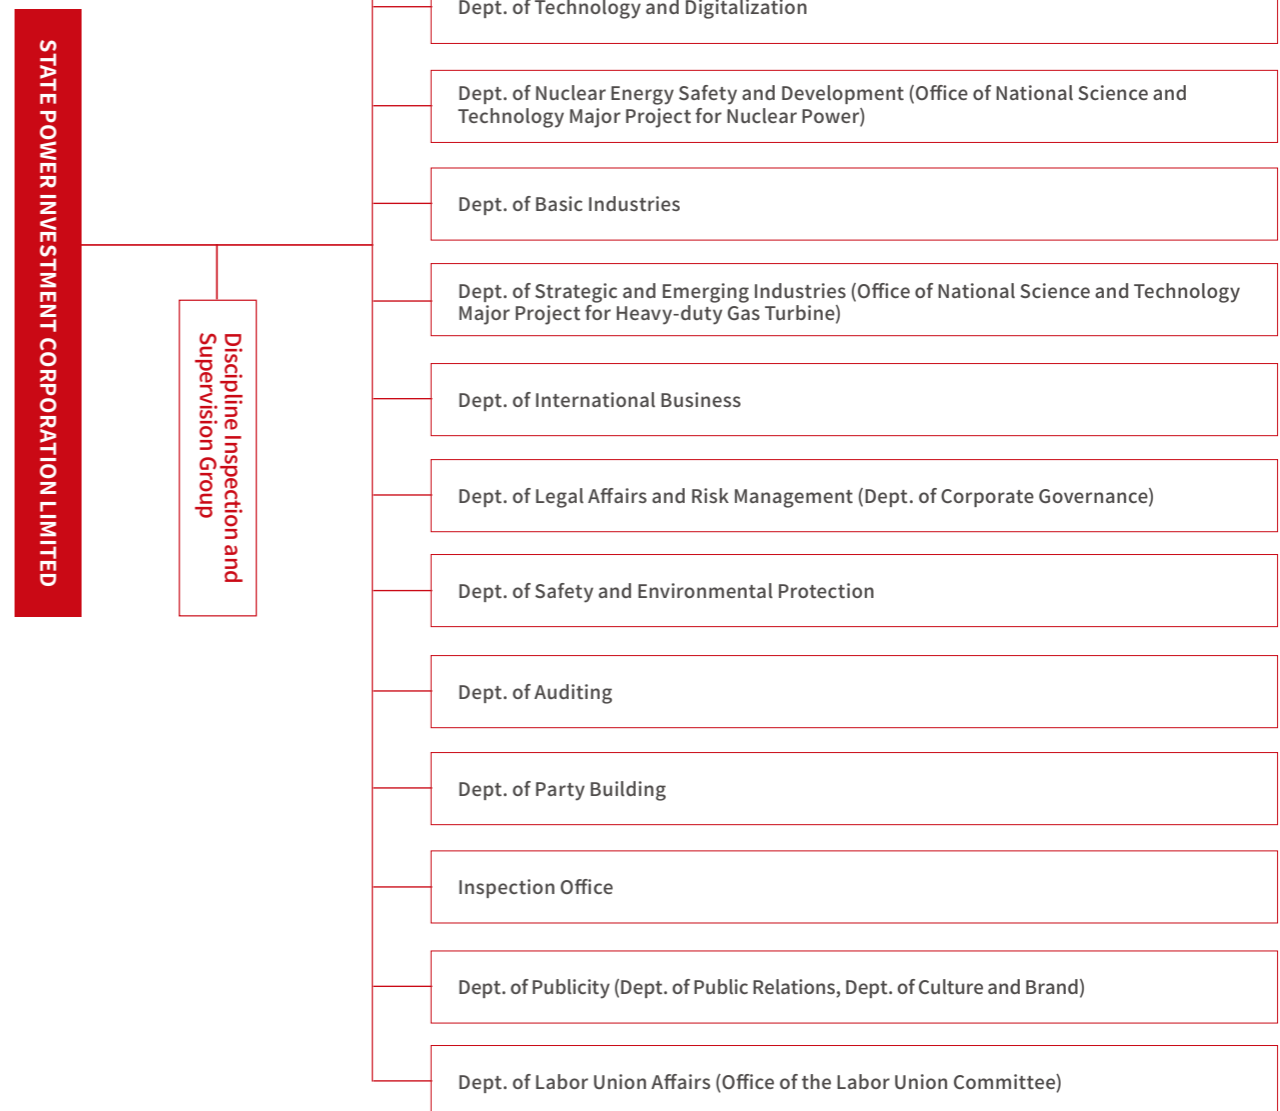 STATE POWER INVESTMENT CORPORATION LIMITED
Discipline Inspection and
Supervision Group
Dept. of Technology and Digitalization
Dept. of Nuclear Energy Safety and Development (Office of National Science and
Technology Major Project for Nuclear Power)
Dept. of Basic Industries
Dept. of Strategic and Emerging Industries (Office of National Science and Technology
Major Project for Heavy-duty Gas Turbine)
Dept. of International Business
Dept. of Legal Affairs and Risk Management (Dept. of Corporate Governance)
Dept. of Safety and Environmental Protection
Dept. of Auditing
Dept. of Party Building
Inspection Office
Dept. of Publicity (Dept. of Public Relations, Dept. of Culture and Brand)
Dept. of Labor Union Affairs (Office of the Labor Union Committee)